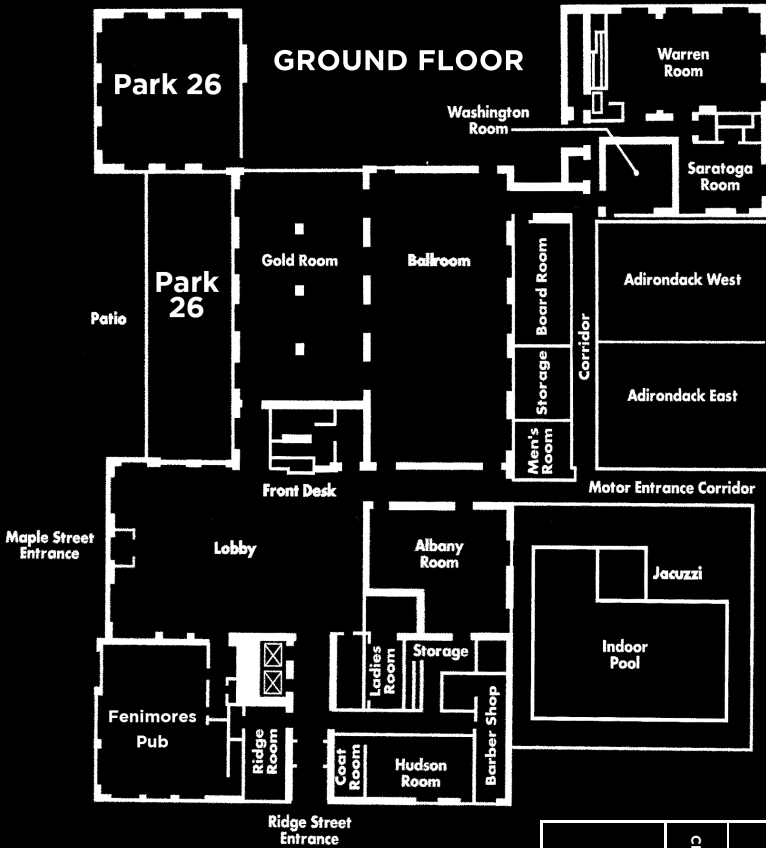 GROUND FLOOR
Park 26
Warren
Room
Washington
Room
Saratoga
Room
Park
26
Gold Room
Ballroom
Board Room
Adirondack West
Patio
Corridor
Storage
Adirondack East
Men's
Room
Front Desk
Motor Entrance Corridor
Maple Street
Entrance
Lobby
Albany
Room
Jacuzzi
Indoor
Pool
Ladies
Room
Storage
Fenimores
Pub
Ridge
Room
Coat
Room
Hudson
Room
Barber Shop
Ridge Street
Entrance